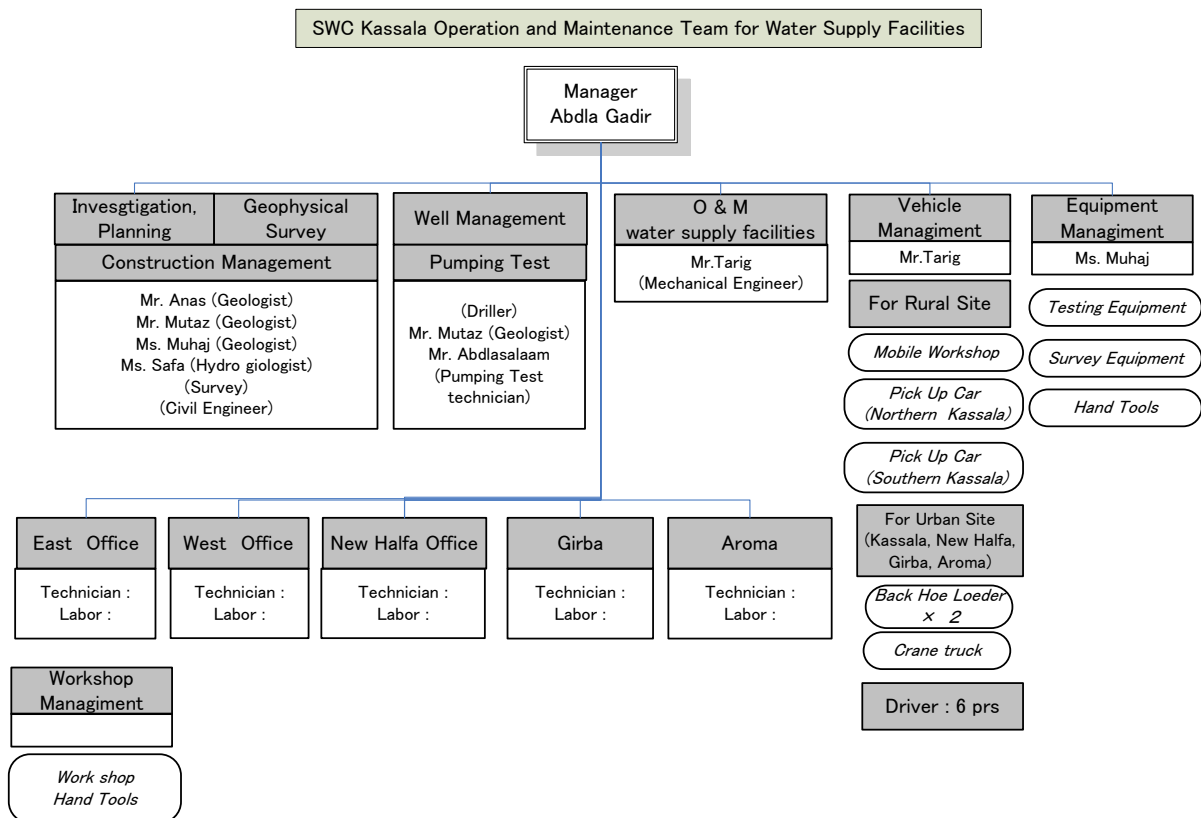 SWC Kassala Operation and Maintenance Team for Water Supply Facilities
Manager
Abdla Gadir
Invesgtigation,
Planning
Geophysical
Survey
Construction Management
Mr. Anas (Geologist)
Mr. Mutaz (Geologist)
Ms. Muhaj (Geologist)
Ms. Safa (Hydro giologist)
(Survey)
(Civil Engineer)
Well Management
Pumping Test
(Driller)
Mr. Mutaz (Geologist)
Mr. Abdlasalaam
(Pumping Test
technician)
O & M
water supply facilities
Mr.Tarig
(Mechanical Engineer)
Vehicle
Managiment
Mr.Tarig
For Rural Site
Mobile Workshop
Pick Up Car
(Northern Kassala)
Pick Up Car
(Southern Kassala)
For Urban Site
(Kassala, New Halfa,
Girba, Aroma)
Back Hoe Loeder
× 2
Crane truck
Driver : 6 prs
Equipment
Managiment
Ms. Muhaj
Testing Equipment
Survey Equipment
Hand Tools
East Office
Technician :
Labor :
West Office
Technician :
Labor :
New Halfa Office
Technician :
Labor :
Girba
Technician :
Labor :
Aroma
Technician :
Labor :
Workshop
Managiment
Work shop
Hand Tools